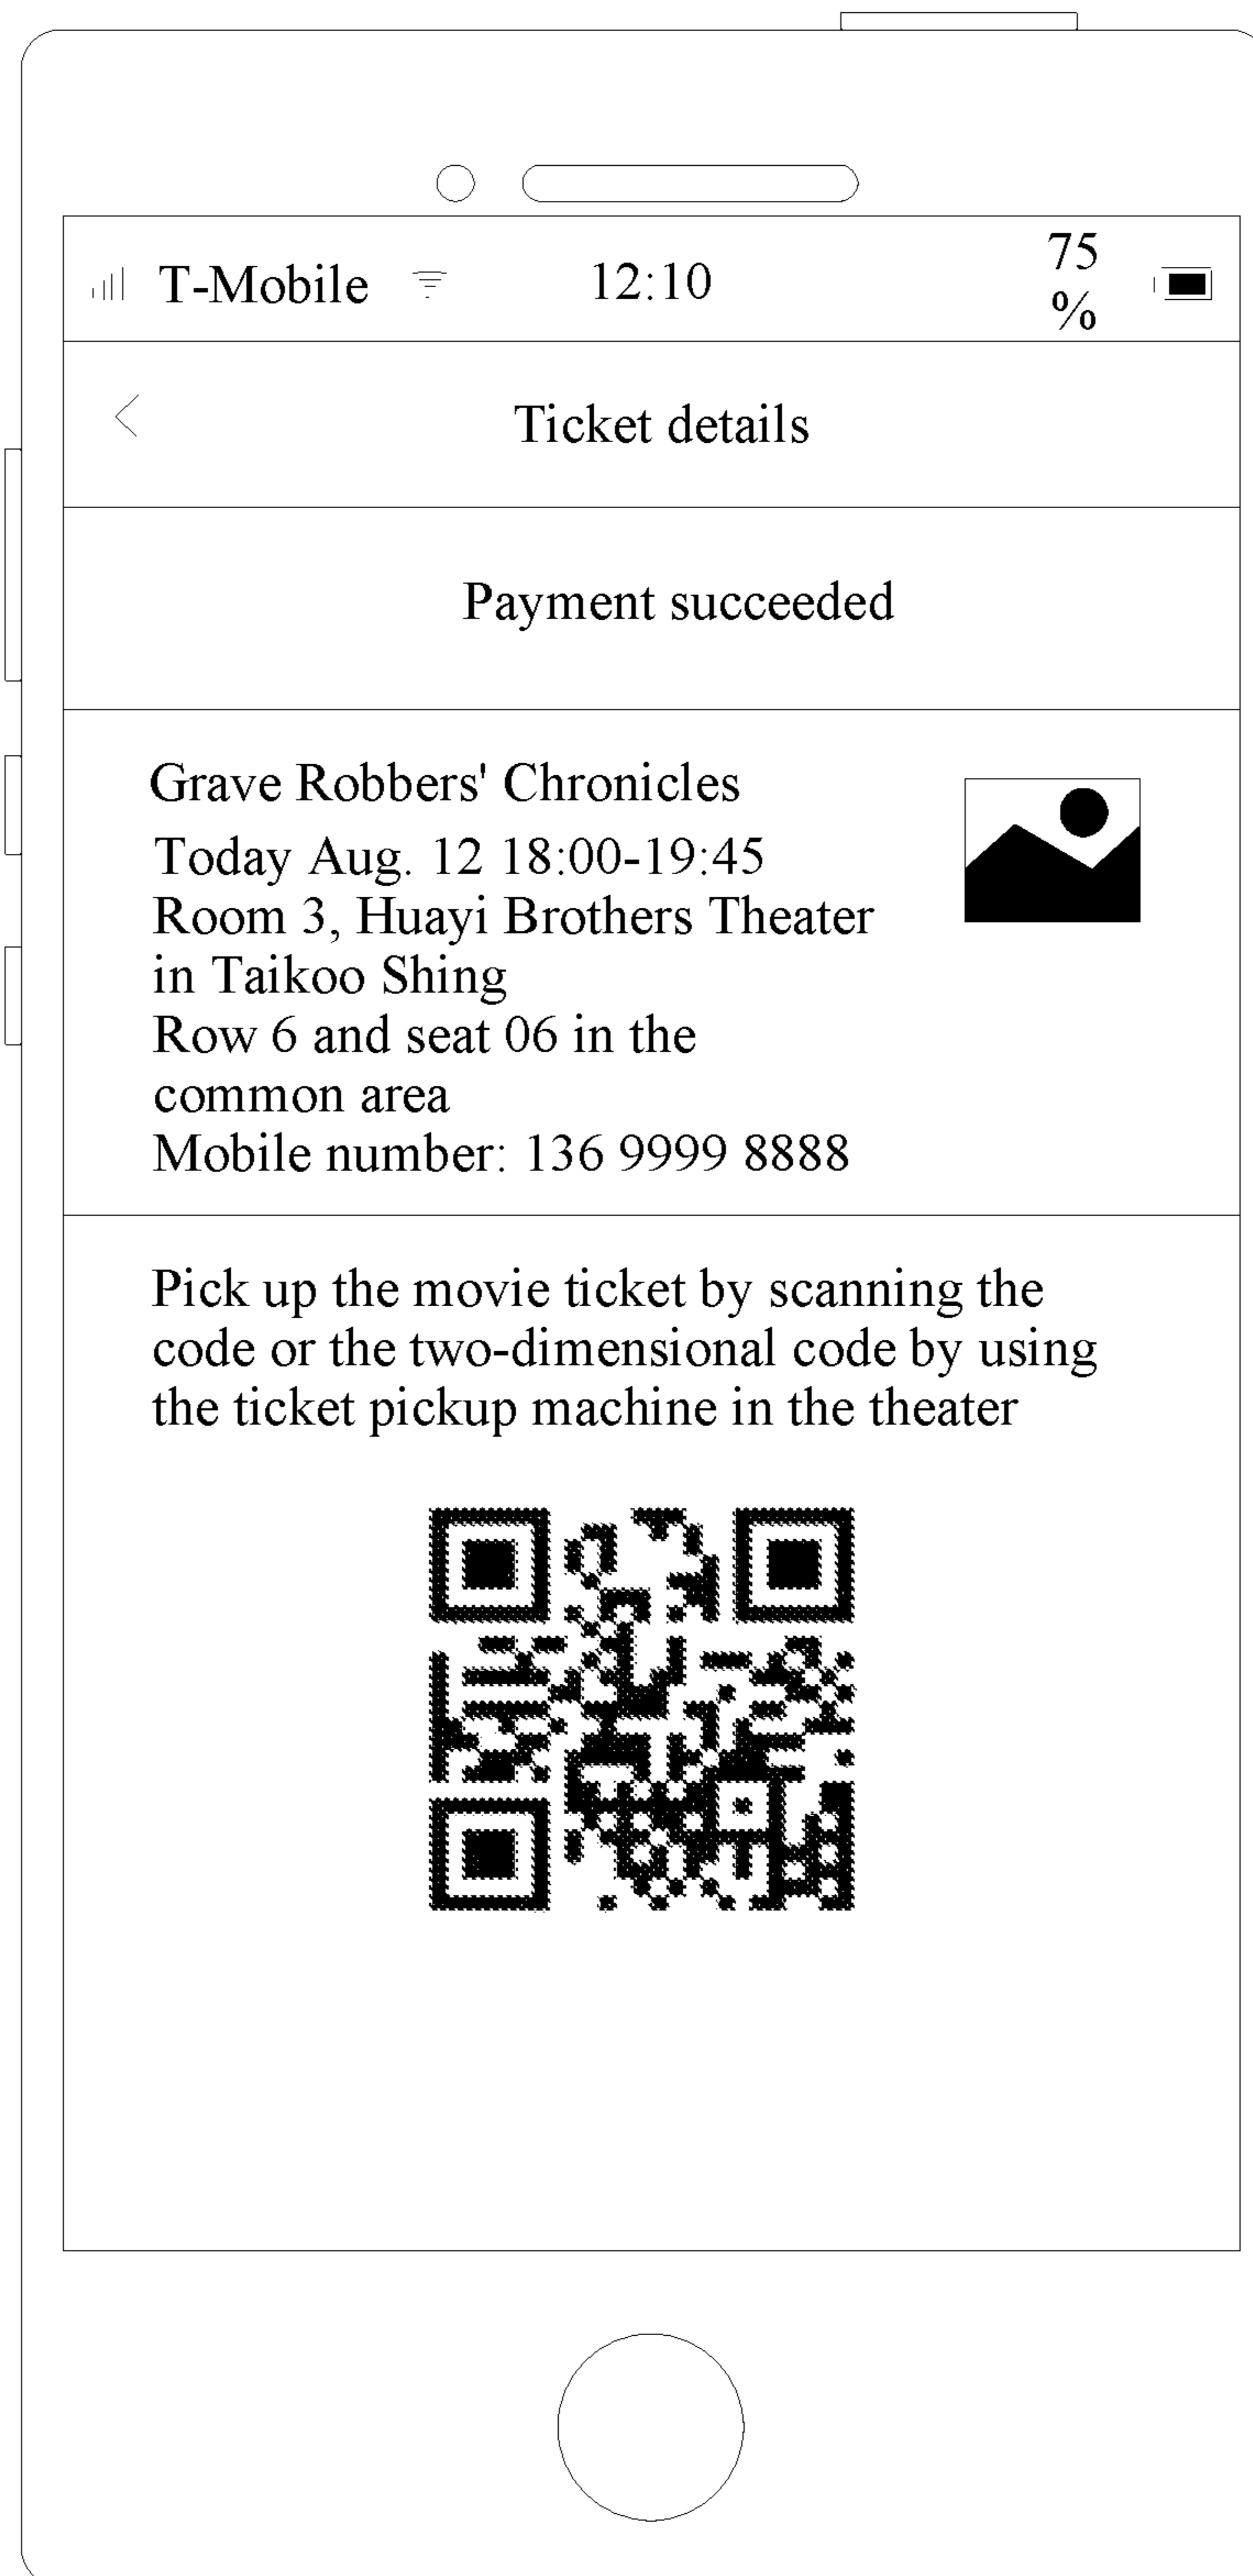 T-Mobile 12:10 75
%
Ticket details
Payment succeeded
Grave Robbers' Chronicles
Today Aug. 12 18:00-19:45
Room 3, Huayi Brothers Theater
in Taikoo Shing
Row 6 and seat 06 in the
common area
Mobile number: 136 9999 8888
Pick up the movie ticket by scanning the
code or the two-dimensional code by using
the ticket pickup machine in the theater